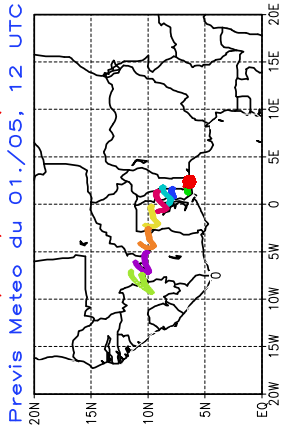 Previs Meteo du 01./05, 12 UTC
20E
15E
10E
5E
0
5W
10W
15W
20W
20N
15N
10N
5N
EQ
0